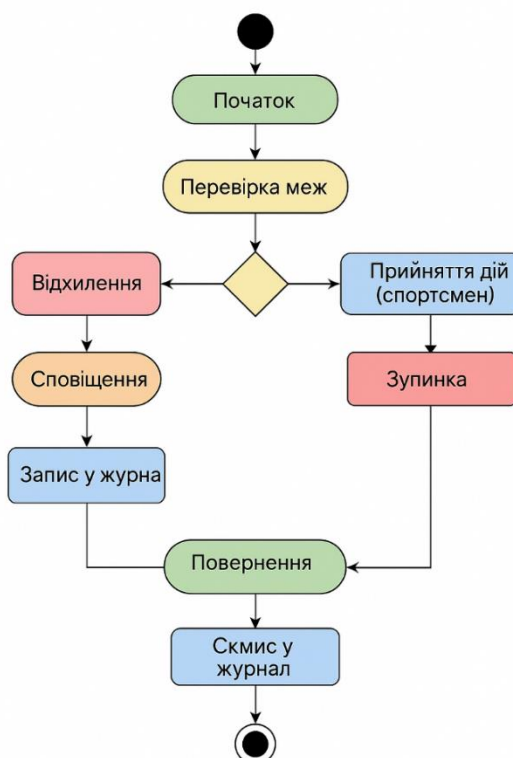 Початок
Перевірка меж
Відхилення
Прийняття дій
(спортсмен)
Сповіщення
Зупинка
Запис у журна
Повернення
Скмис у
журнал